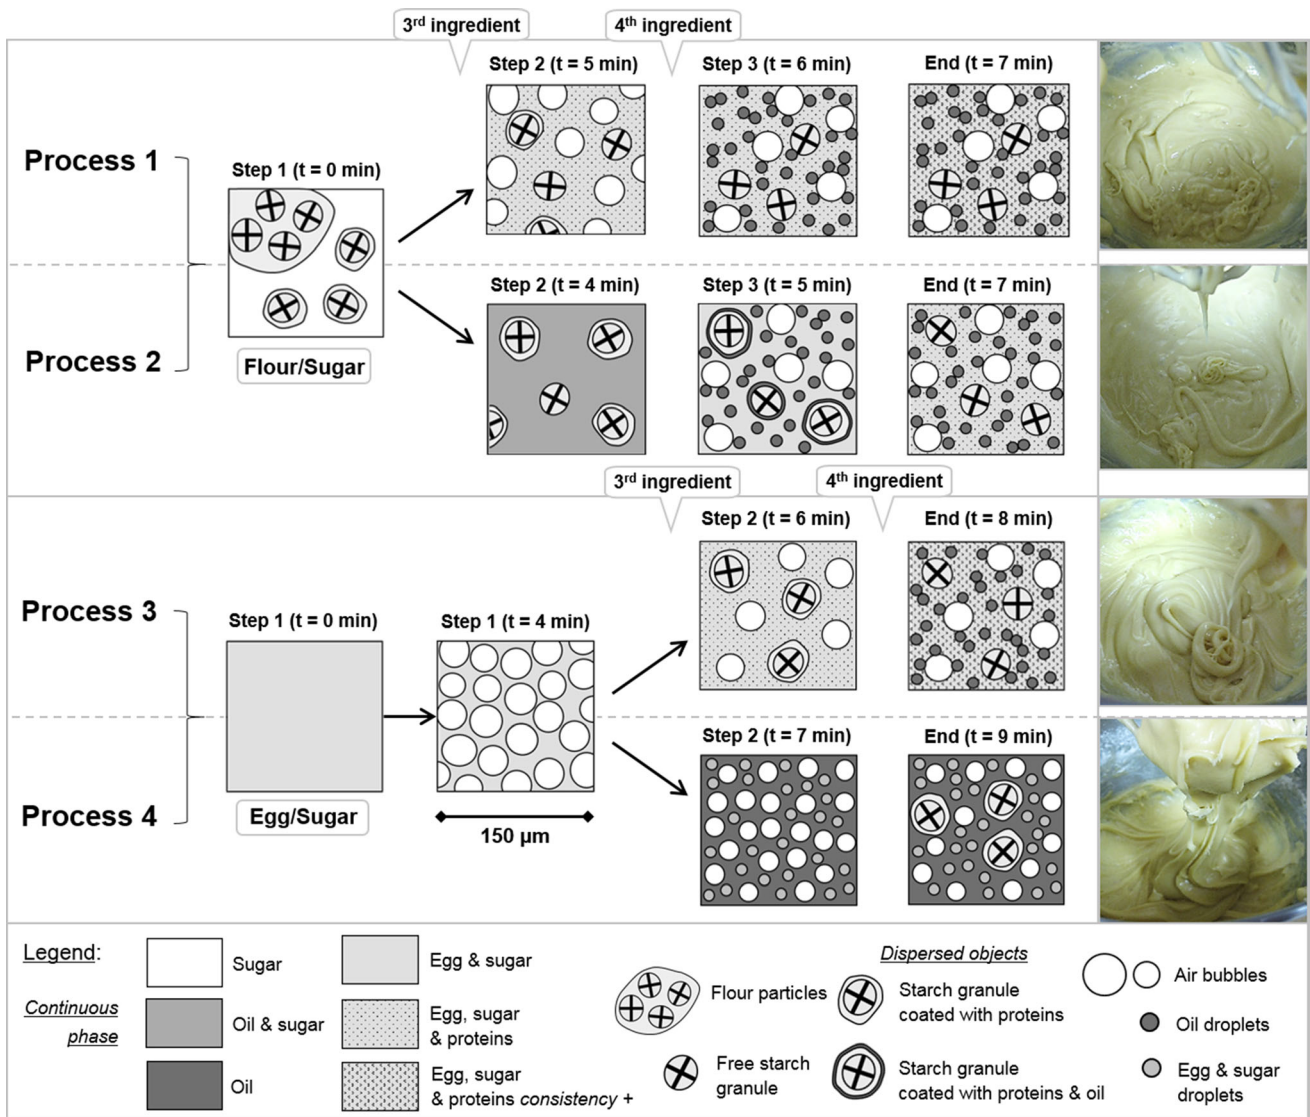 3rd ingredient
4th ingredient
Process 1
Step 1 (t = 0 min)
Step 2 (t = 5 min)
Step 3 (t = 6 min)
End (t = 7 min)
Process 2
Flour/Sugar
Step 2 (t = 4 min)
Step 3 (t = 5 min)
End (t = 7 min)
3rd ingredient
4th ingredient
Process 3
Step 1 (t = 0 min)
Step 1 (t = 4 min)
Step 2 (t = 6 min)
End (t = 8 min)
Process 4
Egg/Sugar
150 µm
Step 2 (t = 7 min)
End (t = 9 min)
Legend:
Continuous
phase
Sugar
Oil & sugar
Oil
Egg & sugar
Egg, sugar
& proteins
Egg, sugar
& proteins consistency +
Dispersed objects
Flour particles
Free starch
granule
Starch granule
coated with proteins
Starch granule
coated with proteins & oil
Air bubbles
Oil droplets
Egg & sugar
droplets